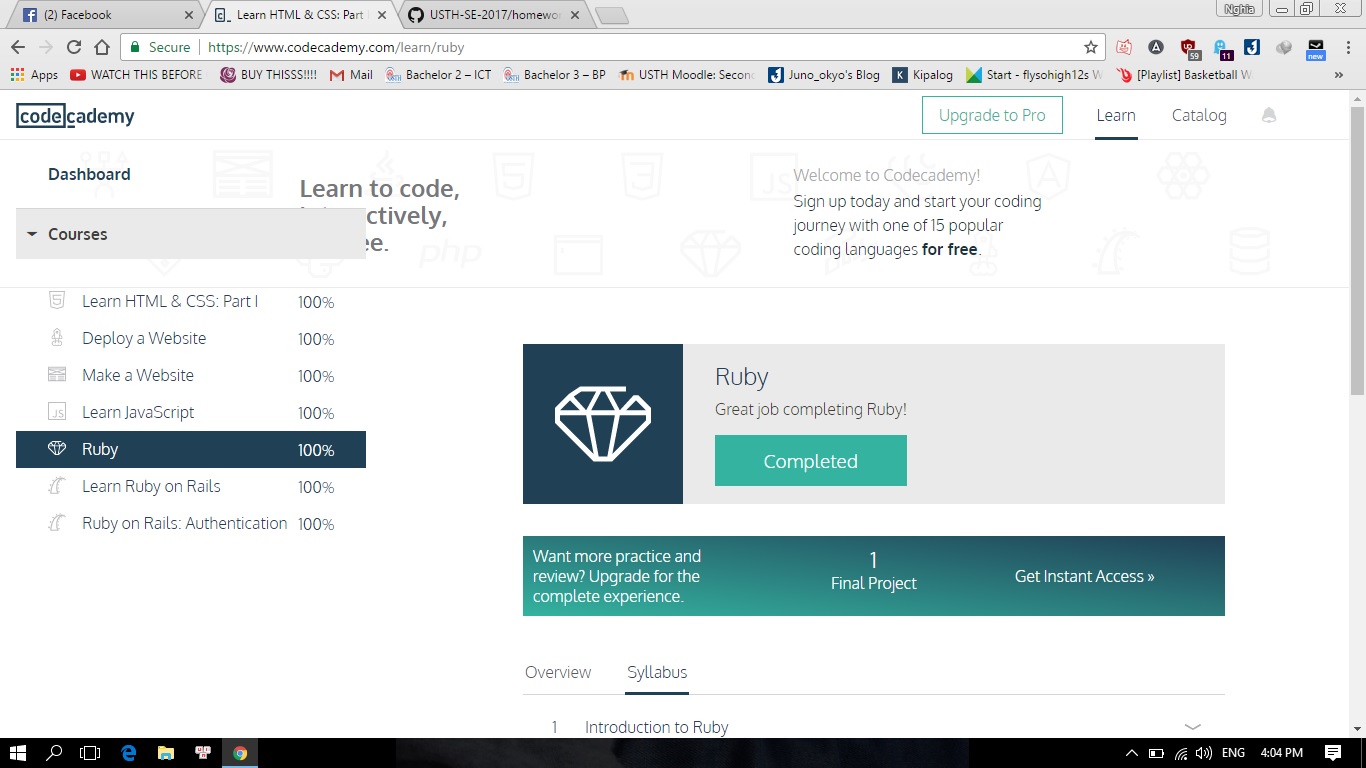 (2) Facebook
Learn HTML & CSS: Part
USTH-SE-2017/homewo
Nghia
Secure
https://www.codecademy.com/learn/ruby
59
11
new
Apps
WATCH THIS BEFORE
BUY THISSS!!!!
Mail
Bachelor 2 – ICT
Bachelor 3 – BP
USTH Moodle: Secon
Juno_okyo's Blog
Kipalog
Start - flysohigh12s W
[Playlist] Basketball W
»
codecademy
Upgrade to Pro
Learn
Catalog
Dashboard
Learn to code,
ctively,
ee.
Welcome to Codecademy!
Sign up today and start your coding
journey with one of 15 popular
coding languages for free.
JS
php
Courses
Learn HTML & CSS: Part I 100%
Deploy a Website 100%
Make a Website 100%
JS Learn JavaScript 100%
Ruby 100%
Learn Ruby on Rails 100%
Ruby on Rails: Authentication 100%
Ruby
Great job completing Ruby!
Completed
Want more practice and
review? Upgrade for the
complete experience.
1
Final Project
Get Instant Access »
Overview
Syllabus
1 Introduction to Ruby
ENG
4:04 PM